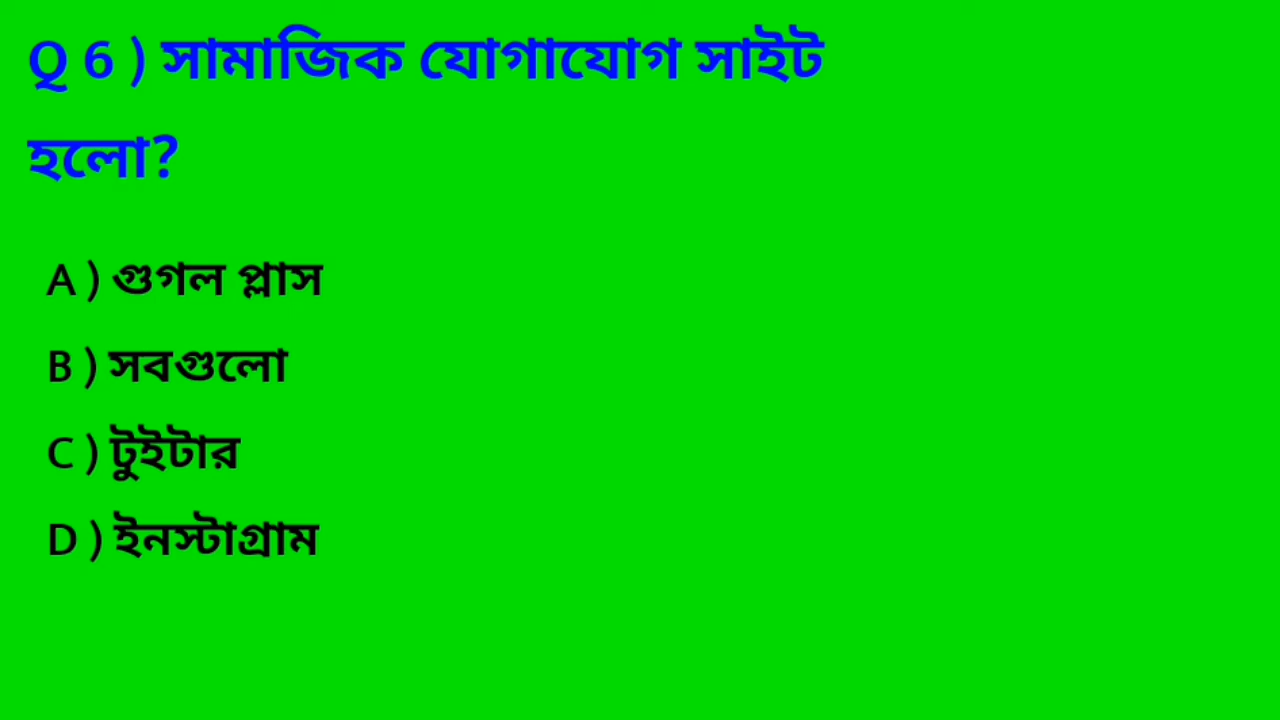 Q 6 ) সামাজিক যোগাযোগ সাইট
হলো?
A ) গুগল প্লাস
B ) সবগুলো
C ) টুইটার
D ) ইনস্টাগ্রাম